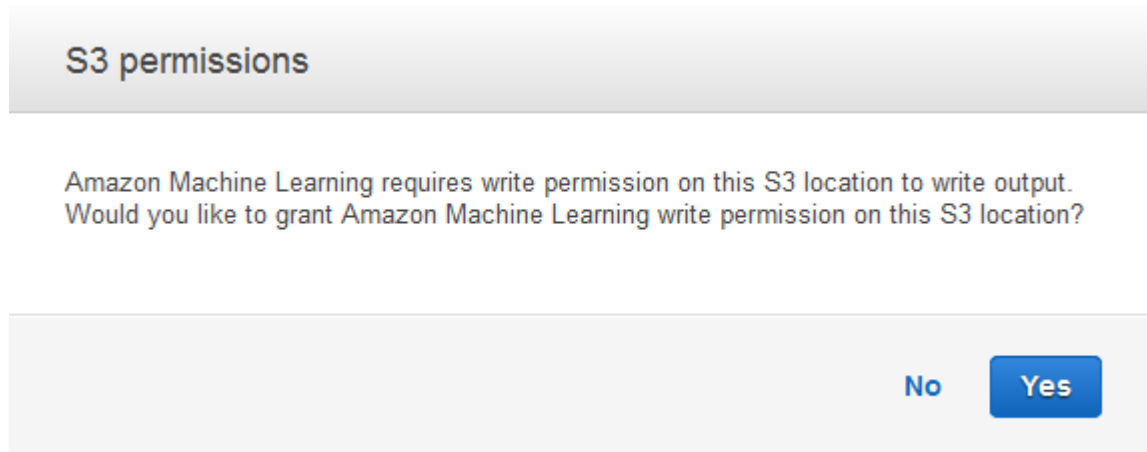 S3 permissions
Amazon Machine Learning requires write permission on this S3 location to write output.
Would you like to grant Amazon Machine Learning write permission on this S3 location?
No
Yes